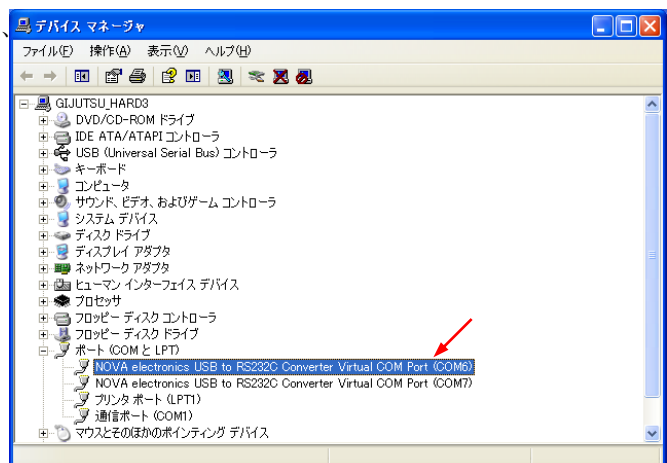 、
デバイス マネージャ
ファイル(F) 操作(A) 表示(V) ヘルプ(H)
GIJUTSU_HARD3
DVD/CD-ROM ドライブ
IDE ATA/ATAPI コントローラ
USB (Universal Serial Bus) コントローラ
キーボード
コンピュータ
サウンド、ビデオ、およびゲーム コントローラ
システム デバイス
ディスク ドライブ
ディスプレイ アダプタ
ネットワーク アダプタ
ヒューマン インターフェイス デバイス
プロセッサ
フロッピー ディスク コントローラ
フロッピー ディスク ドライブ
ポート (COM と LPT)
NOVA electronics USB to RS232C Converter Virtual COM Port (COM6)
NOVA electronics USB to RS232C Converter Virtual COM Port (COM7)
プリンタ ポート (LPT1)
通信ポート (COM1)
マウスとそのほかのポインティング デバイス